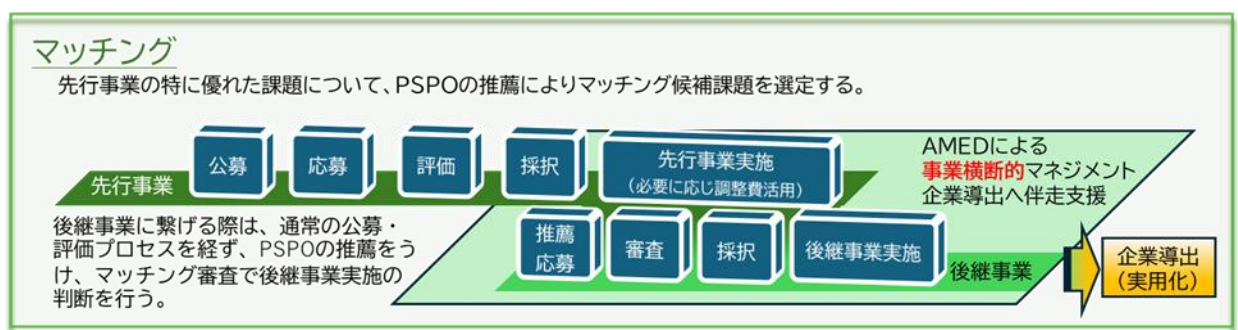 マッチング
先行事業の特に優れた課題について、PSPOの推薦によりマッチング候補課題を選定する。
公募
応募
評価
採択
先行事業実施
(必要に応じ調整費活用)
先行事業
AMEDによる
事業横断的マネジメント
企業導出へ伴走支援
後継事業に繋げる際は、通常の公募・
評価プロセスを経ず、PSPOの推薦をう
け、マッチング審査で後継事業実施の
判断を行う。
推薦
応募
審査
採択
後継事業実施
後継事業
企業導出
(実用化)